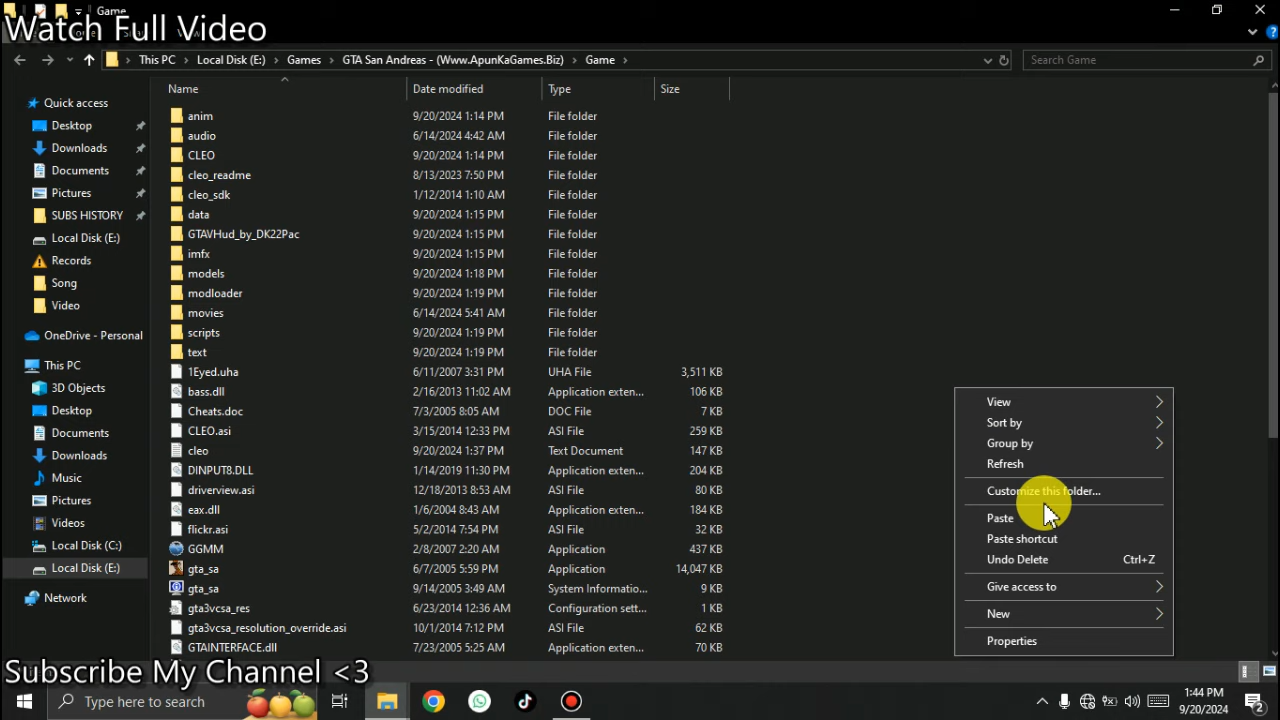 Game
Watch Full Video
This PC > Local Disk (E:) > Games > GTA San Andreas - (Www.ApunKaGames.Biz) > Game >
Search Game
Name Date modified Type Size
Quick access
Desktop
Downloads
Documents
Pictures
SUBS HISTORY
Local Disk (E:)
Records
Song
Video
OneDrive - Personal
This PC
3D Objects
Desktop
Documents
Downloads
Music
Pictures
Videos
Local Disk (C:)
Local Disk (E:)
Network
anim 9/20/2024 1:14 PM File folder
audio 6/14/2024 4:42 AM File folder
CLEO 9/20/2024 1:14 PM File folder
cleo_readme 8/13/2023 7:50 PM File folder
cleo_sdk 1/12/2014 1:10 AM File folder
data 9/20/2024 1:15 PM File folder
GTAVHud_by_DK22Pac 9/20/2024 1:15 PM File folder
imfx 9/20/2024 1:15 PM File folder
models 9/20/2024 1:18 PM File folder
modloader 9/20/2024 1:19 PM File folder
movies 6/14/2024 5:41 AM File folder
scripts 9/20/2024 1:19 PM File folder
text 9/20/2024 1:19 PM File folder
1Eyed.uha 6/11/2007 3:31 PM UHA File 3,511 KB
bass.dll 2/16/2013 11:02 AM Application exten... 106 KB
Cheats.doc 7/3/2005 8:05 AM DOC File 7 KB
CLEO.asi 3/15/2014 12:33 PM ASI File 259 KB
cleo 9/20/2024 1:37 PM Text Document 147 KB
DINPUT8.DLL 1/14/2019 11:30 PM Application exten... 204 KB
driverview.asi 12/18/2013 3:21 AM ASI File 80 KB
eax.dll 1/6/2004 8:43 AM Application exten... 184 KB
flickr.asi 5/2/2014 7:54 PM ASI File 32 KB
GGMM 2/8/2007 2:20 AM Application 437 KB
gta_sa 6/7/2005 5:59 PM Application 14,047 KB
gta_sa 9/14/2005 3:49 AM System Informatio... 9 KB
gta3vcsa_res 6/23/2014 12:36 AM Configuration sett... 1 KB
gta3vcsa_resolution_override.asi 10/1/2014 7:12 PM ASI File 62 KB
GTAINTERFACE.dll 7/23/2005 5:25 AM Application exten... 70 KB
View
Sort by
Group by
Refresh
Customize this folder...
Paste
Paste shortcut
Undo Delete Ctrl+Z
Give access to
New
Properties
Subscribe My Channel <3
Type here to search
1:44 PM
9/20/2024
2